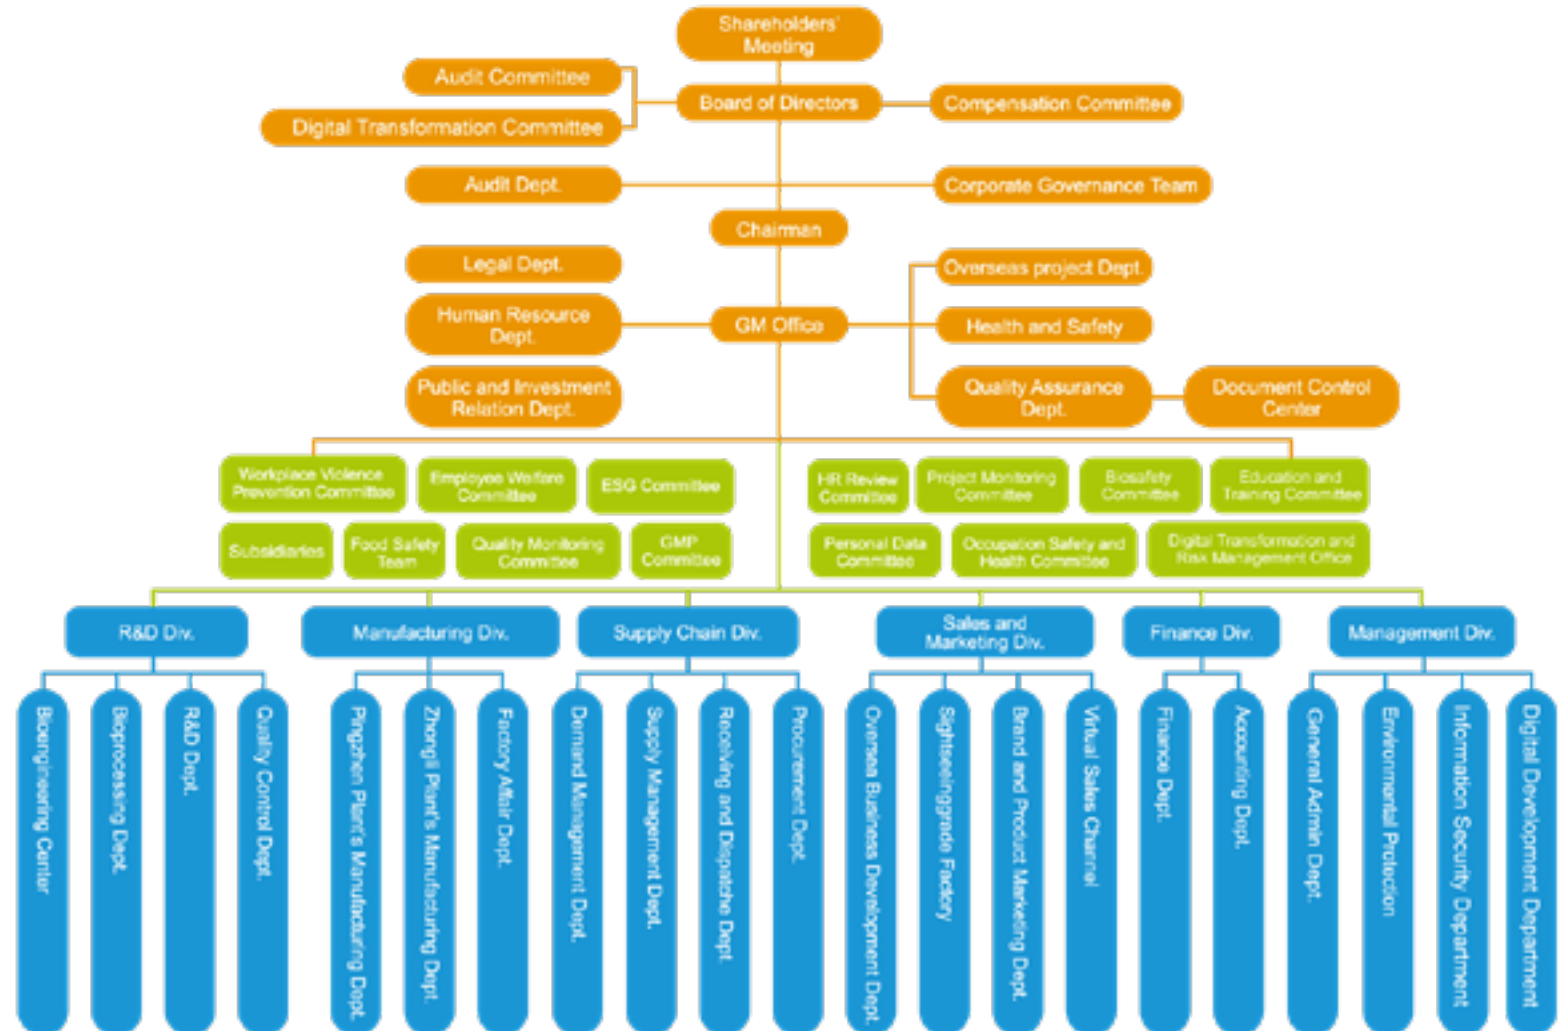 Shareholders'
Meeting
Audit Committee
Board of Directors
Compensation Committee
Digital Transformation Committee
Audit Dept.
Corporate Governance Team
Chairman
Legal Dept.
Overseas project Dept.
Human Resource
Dept.
GM Office
Health and Safety
Public and Investment
Relation Dept.
Quality Assurance
Dept.
Document Control
Center
Workplace Violence
Prevention Committee
Employee Welfare
Committee
ESG Committee
HR Review
Committee
Project Monitoring
Committee
Biosafety
Committee
Education and
Training Committee
Subsidiaries
Food Safety
Team
Quality Monitoring
Committee
GMP
Committee
Personal Data
Committee
Occupation Safety and
Health Committee
Digital Transformation and
Risk Management Office
R&D Div.
Manufacturing Div.
Supply Chain Div.
Sales and
Marketing Div.
Finance Div.
Management Div.
Bioengineering Center
Bioprocessing Dept.
R&D Dept.
Quality Control Dept.
Pingzhen Plant's Manufacturing Dept.
Zhongli Plant's Manufacturing Dept.
Factory Affair Dept.
Demand Management Dept.
Supply Management Dept.
Receiving and Dispatche Dept.
Procurement Dept.
Oversea Business Development Dept.
Sightseeinggrade Factory
Brand and Product Marketing Dept.
Virtual Sales Channel
Finance Dept.
Accounting Dept.
General Admin Dept.
Environmental Protection
Information Security Department
Digital Development Department